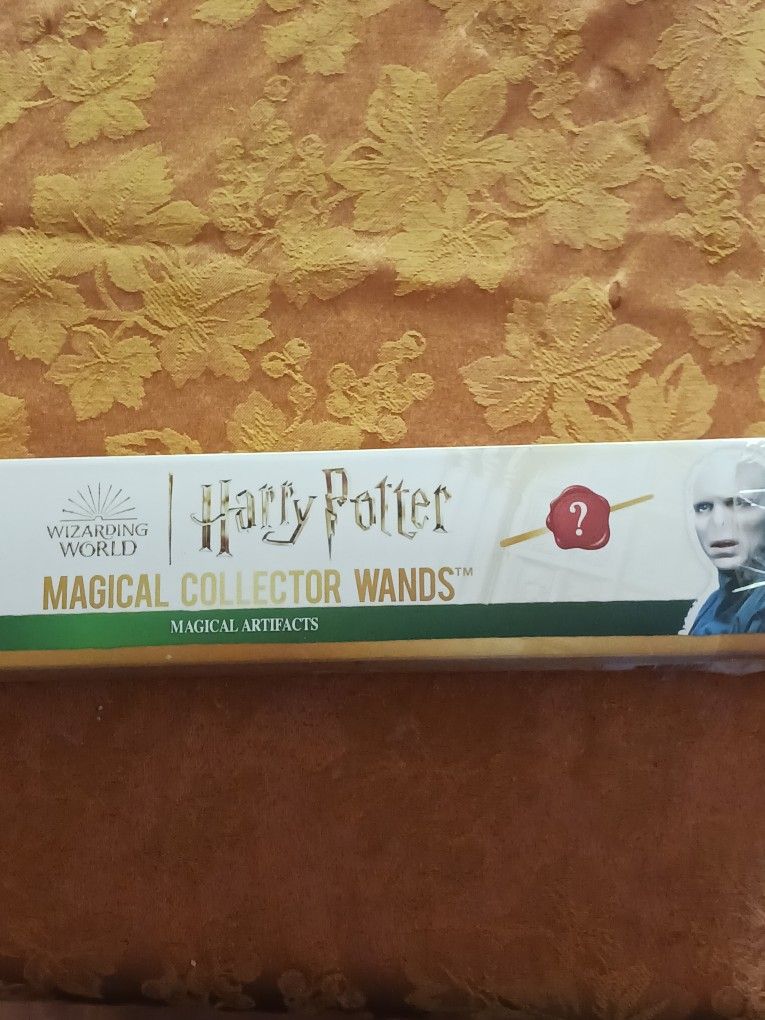 WIZARDING
WORLD
Harry Potter
?
MAGICAL COLLECTOR WANDS™
MAGICAL ARTIFACTS